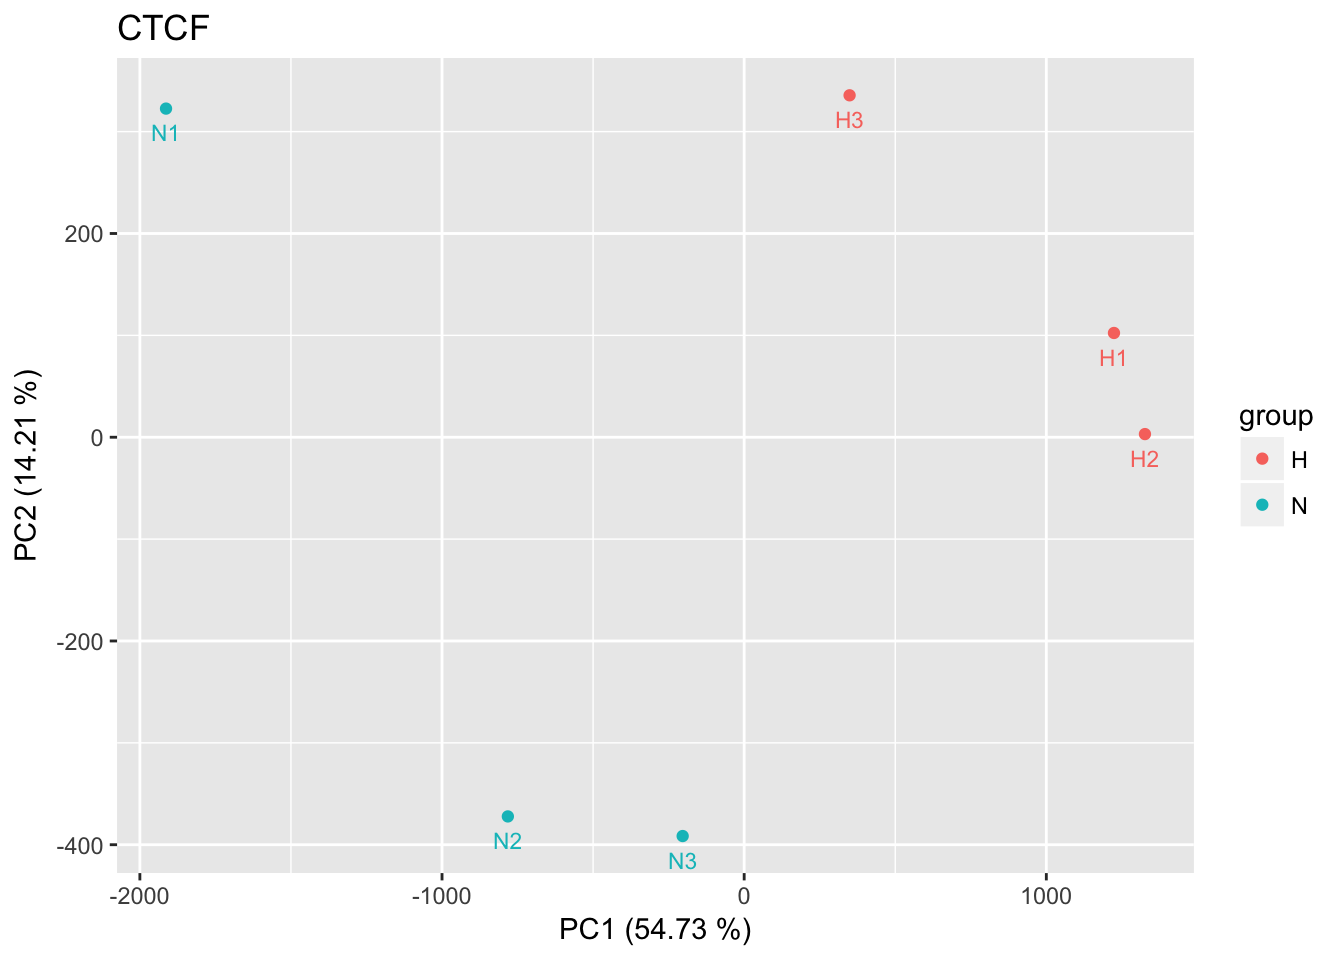 CTCF
N1
H3
200
H1
0
H2
-200
N2
N3
-400
-2000
-1000
0
1000
PC1 (54.73 %)
PC2 (14.21 %)
group
H
N